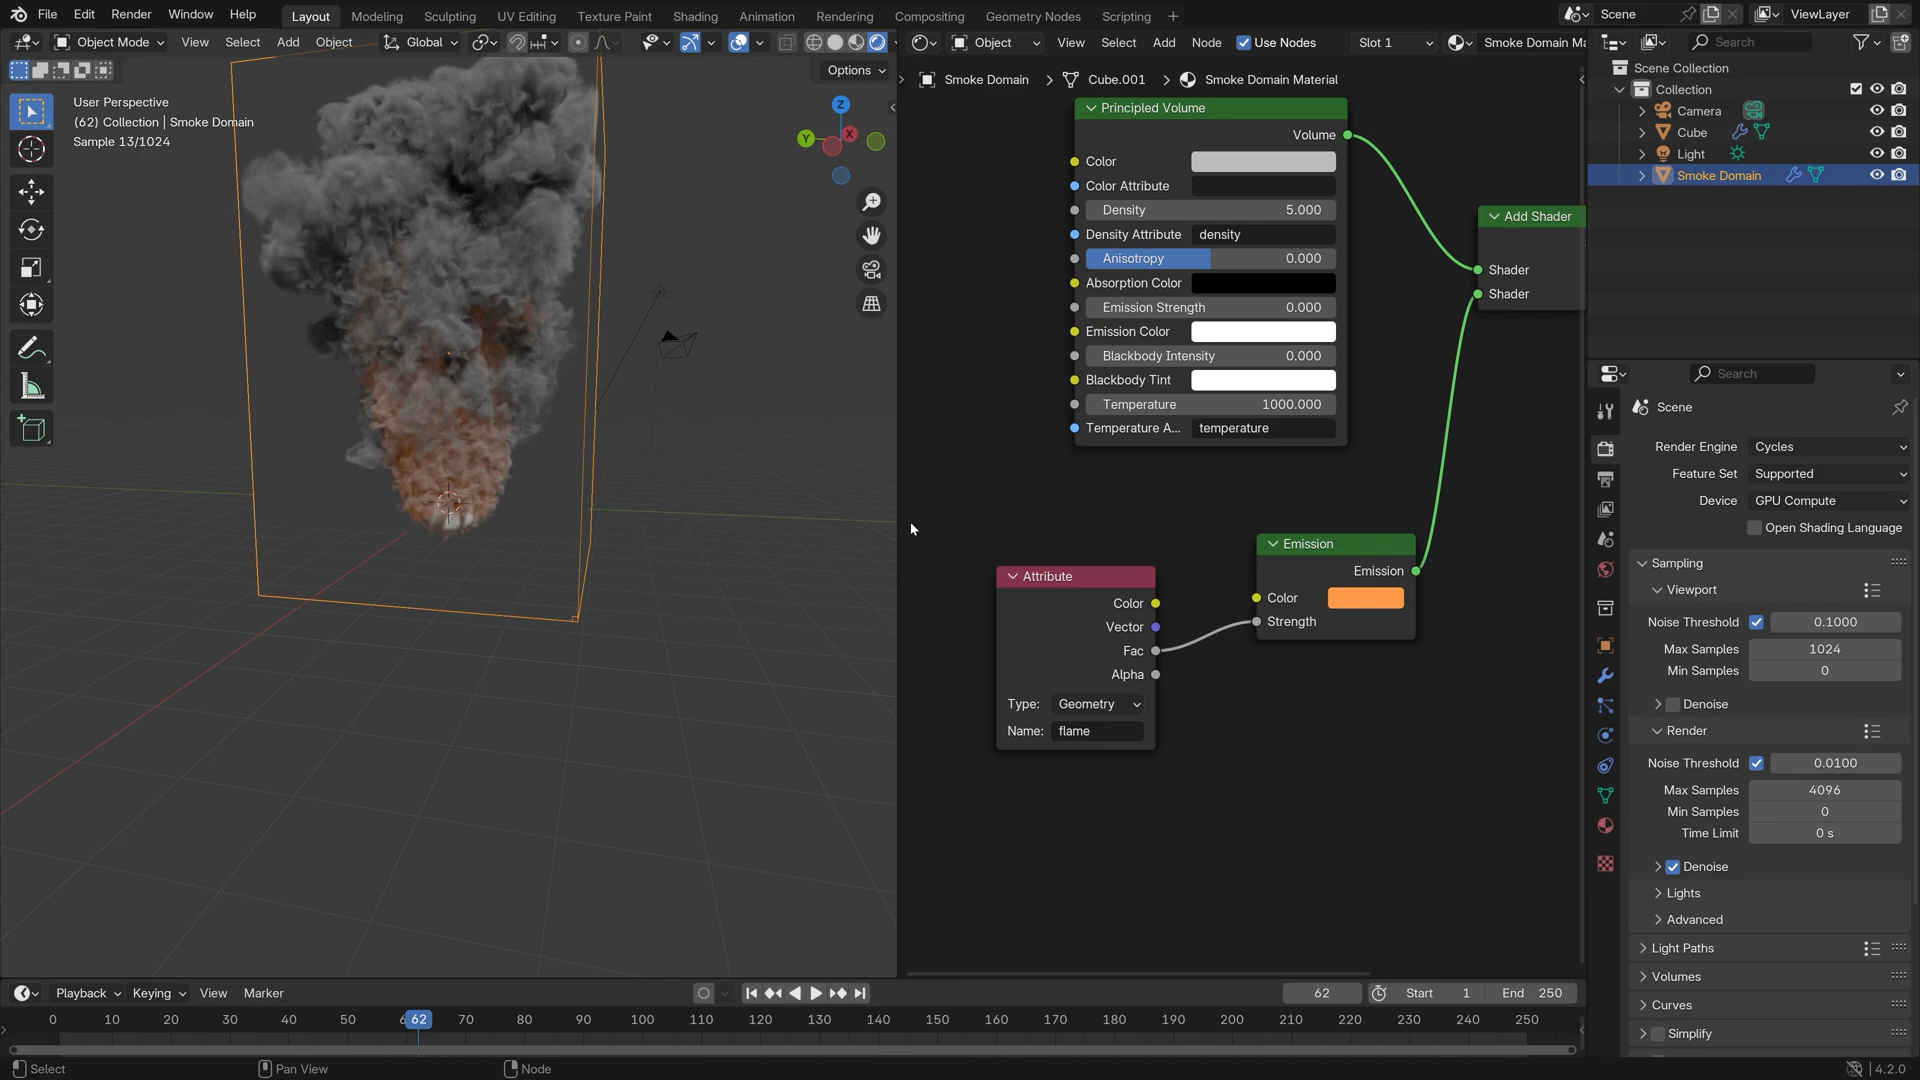 File Edit Render Window Help Layout Modeling Sculpting UV Editing Texture Paint Shading Animation Rendering Compositing Geometry Nodes Scripting + Scene ViewLayer
Object Mode View Select Add Object Global Object View Select Add Node Use Nodes Slot 1 Smoke Domain Ma Search
Options
User Perspective
(62) Collection | Smoke Domain
Sample 13/1024
Z
Y
X
Smoke Domain Cube.001 Smoke Domain Material
Principled Volume
Volume
Color
Color Attribute
Density 5.000
Density Attribute density
Anisotropy 0.000
Absorption Color
Emission Strength 0.000
Emission Color
Blackbody Intensity 0.000
Blackbody Tint
Temperature 1000.000
Temperature A... temperature
Add Shader
Shader
Shader
Emission
Emission
Color
Strength
Attribute
Color
Vector
Fac
Alpha
Type: Geometry
Name: flame
Scene Collection
Collection
Camera
Cube
Light
Smoke Domain
Search
Scene
Render Engine Cycles
Feature Set Supported
Device GPU Compute
Open Shading Language
Sampling
Viewport
Noise Threshold 0.1000
Max Samples 1024
Min Samples 0
Denoise
Render
Noise Threshold 0.0100
Max Samples 4096
Min Samples 0
Time Limit 0 s
Denoise
Lights
Advanced
Light Paths
Volumes
Curves
Simplify
Playback Keying View Marker 62 Start 1 End 250
0 10 20 30 40 50 6 62 70 80 90 100 110 120 130 140 150 160 170 180 190 200 210 220 230 240 250
Select Pan View Node 4.2.0